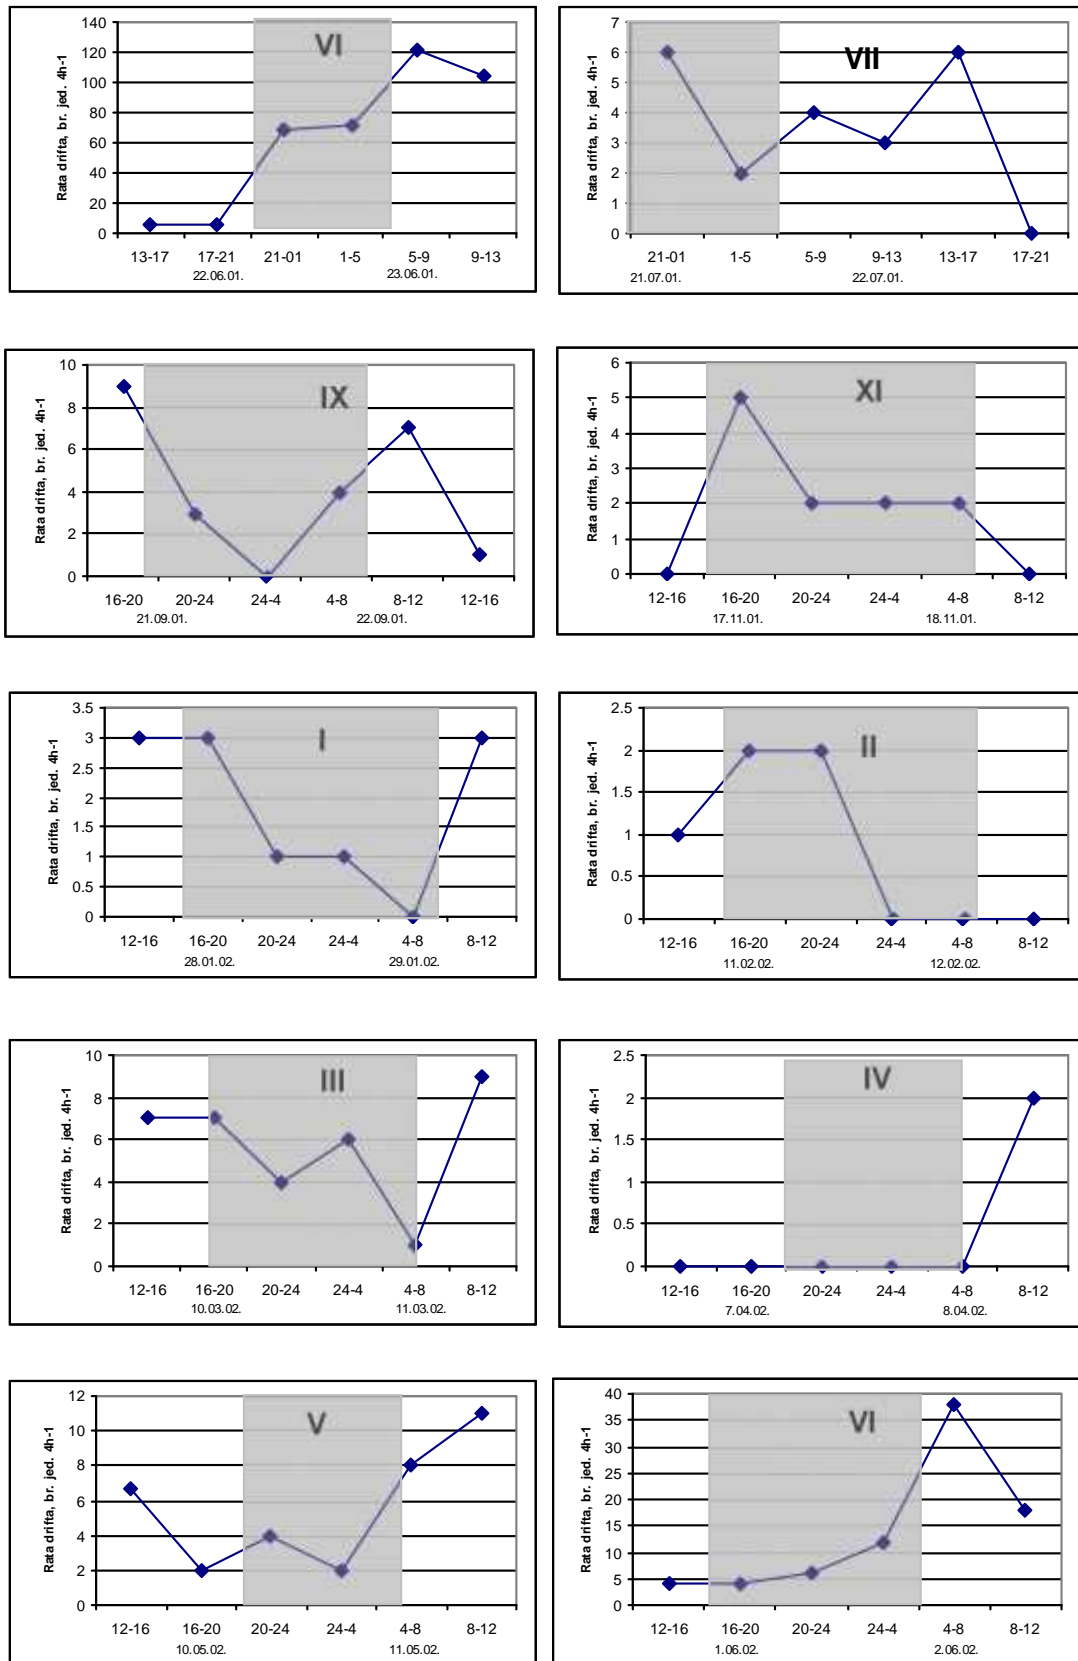 140
120
100
80
60
40
20
0
Rata drifta, br. jed. 4h-1
VI
13-17 17-21 21-01 1-5 5-9 9-13
22.06.01. 23.06.01.
7
6
5
4
3
2
1
0
Rata drifta, br. jed. 4h-1
VII
21-01 1-5 5-9 9-13 13-17 17-21
21.07.01. 22.07.01.
10
8
6
4
2
0
Rata drifta, br. jed. 4h-1
IX
16-20 20-24 24-4 4-8 8-12 12-16
21.09.01. 22.09.01.
6
5
4
3
2
1
0
Rata drifta, br. jed. 4h-1
XI
12-16 16-20 20-24 24-4 4-8 8-12
17.11.01. 18.11.01.
3.5
3
2.5
2
1.5
1
0.5
0
Rata drifta, br. jed. 4h-1
I
12-16 16-20 20-24 24-4 4-8 8-12
28.01.02. 29.01.02.
2.5
2
1.5
1
0.5
0
Rata drifta, br. jed. 4h-1
II
12-16 16-20 20-24 24-4 4-8 8-12
11.02.02. 12.02.02.
10
8
6
4
2
0
Rata drifta, br. jed. 4h-1
III
12-16 16-20 20-24 24-4 4-8 8-12
10.03.02. 11.03.02.
2.5
2
1.5
1
0.5
0
Rata drifta, br. jed. 4h-1
IV
12-16 16-20 20-24 24-4 4-8 8-12
7.04.02. 8.04.02.
12
10
8
6
4
2
0
Rata drifta, br. jed. 4h-1
V
12-16 16-20 20-24 24-4 4-8 8-12
10.05.02. 11.05.02.
40
35
30
25
20
15
10
5
0
Rata drifta, br. jed. 4h-1
VI
12-16 16-20 20-24 24-4 4-8 8-12
1.06.02. 2.06.02.